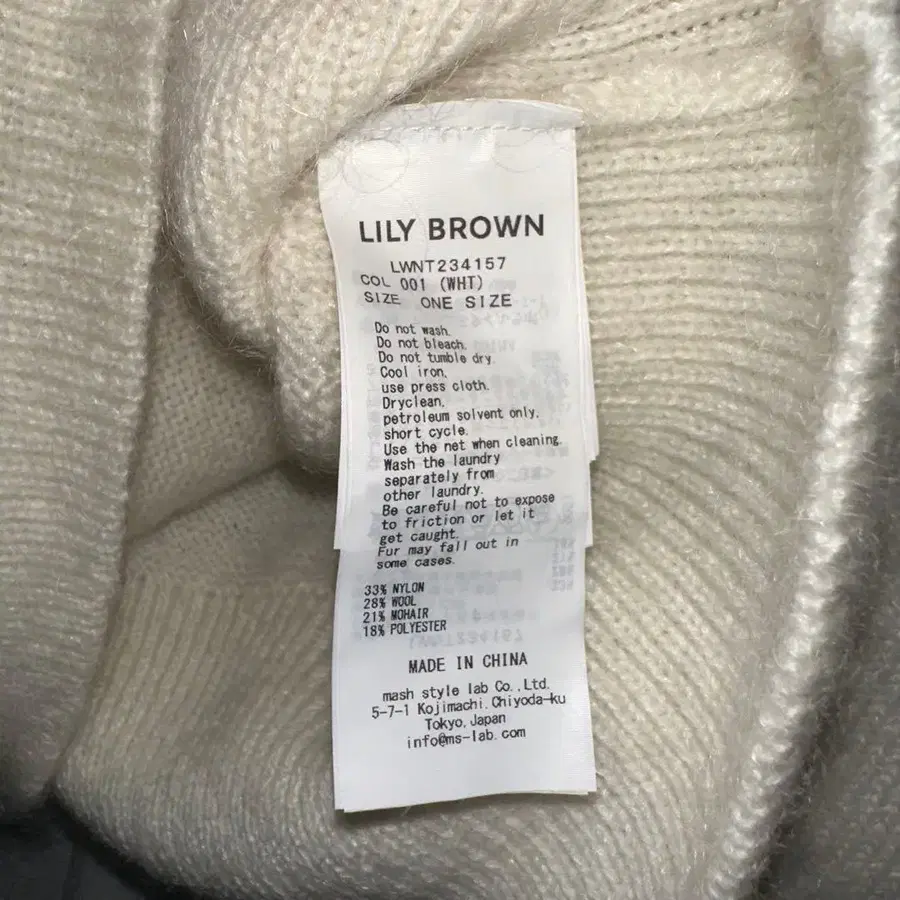 LILY BROWN
LWNT234157
COL 001 (WHT)
SIZE ONE SIZE
Do not wash.
Do not bleach.
Do not tumble dry.
Cool iron.
use press cloth.
Dryclean.
petroleum solvent only.
short cycle.
Use the net when cleaning.
Wash the laundry
separately from
other laundry.
Be careful not to expose
to friction or let it
get caught.
Fur may fall out in
some cases.
33% NYLON
28% WOOL
21% MOHAIR
18% POLYESTER
MADE IN CHINA
mash style lab Co.,Ltd.
5-7-1 Kojimachi.Chiyoda-ku
Tokyo,Japan
info@ms-lab.com